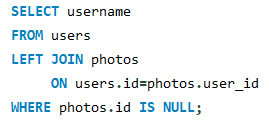 SELECT username
FROM users
LEFT JOIN photos
ON users.id=photos.user_id
WHERE photos.id IS NULL;